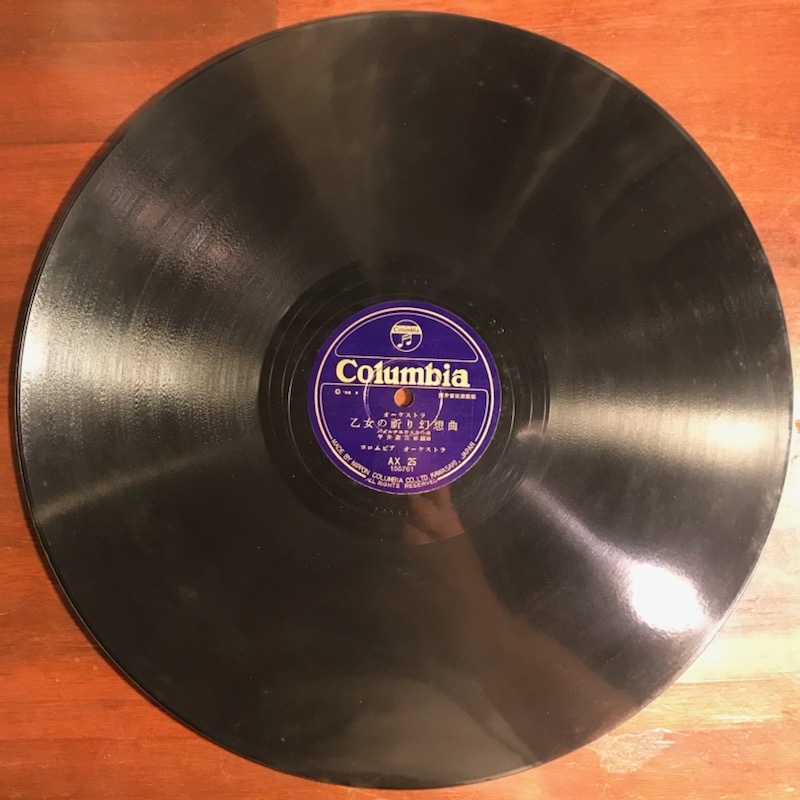 Columbia
Columbia
オーケストラ
乙女の祈り幻想曲
コロムビア オーケストラ
AX 25
MADE BY NIPPON COLUMBIA CO., LTD. KAWASAKI, JAPAN
ALL RIGHTS RESERVED